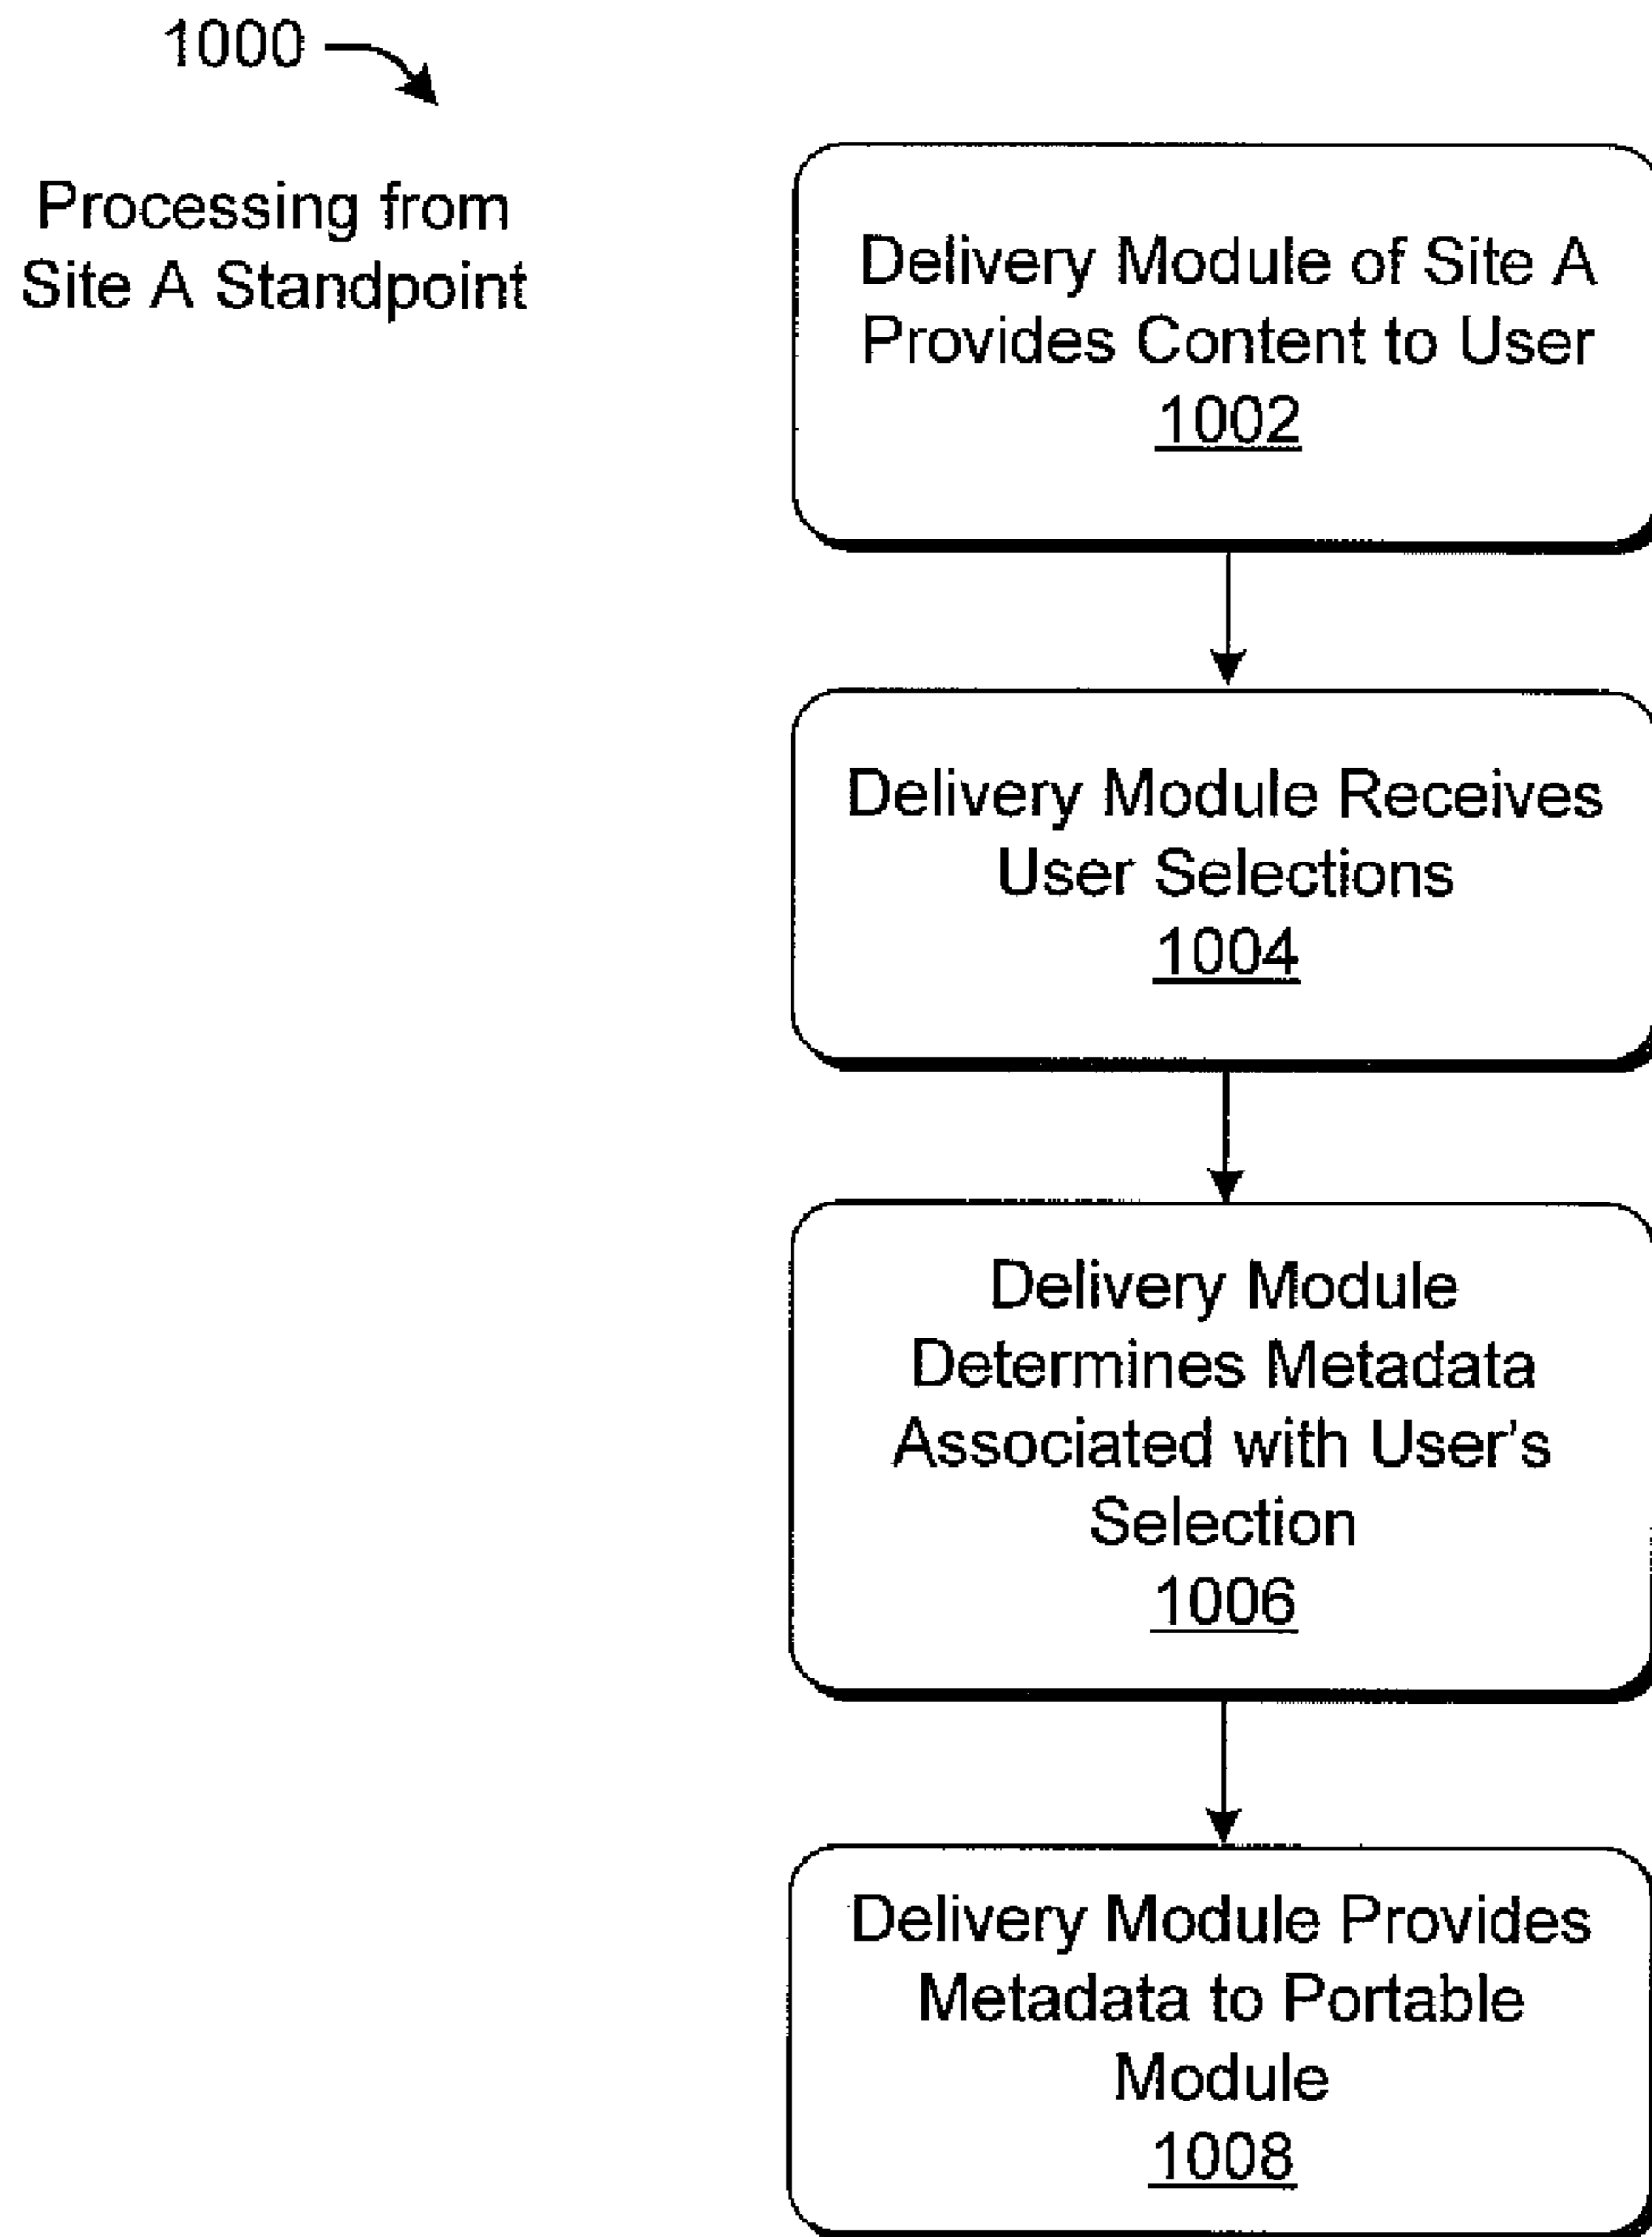 1000
Processing from
Site A Standpoint
Delivery Module of Site A
Provides Content to User
1002
Delivery Module Receives
User Selections
1004
Delivery Module
Determines Metadata
Associated with User's
Selection
1006
Delivery Module Provides
Metadata to Portable
Module
1008